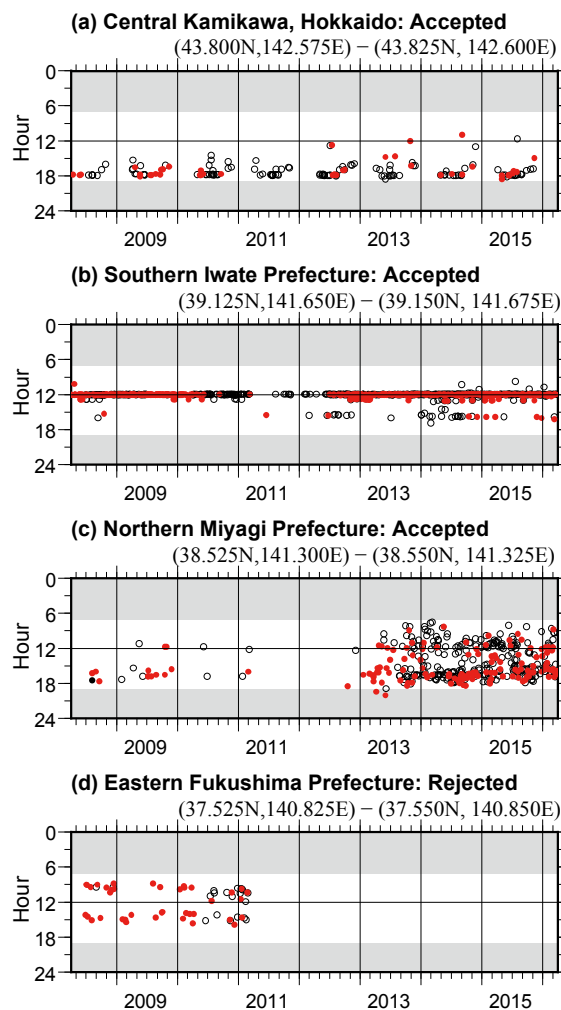 (a) Central Kamikawa, Hokkaido: Accepted
(43.800N,142.575E) − (43.825N, 142.600E)
0
6
12
18
24
Hour
2009 2011 2013 2015
(b) Southern Iwate Prefecture: Accepted
(39.125N,141.650E) − (39.150N, 141.675E)
0
6
12
18
24
Hour
2009 2011 2013 2015
(c) Northern Miyagi Prefecture: Accepted
(38.525N,141.300E) − (38.550N, 141.325E)
0
6
12
18
24
Hour
2009 2011 2013 2015
(d) Eastern Fukushima Prefecture: Rejected
(37.525N,140.825E) − (37.550N, 140.850E)
0
6
12
18
24
Hour
2009 2011 2013 2015